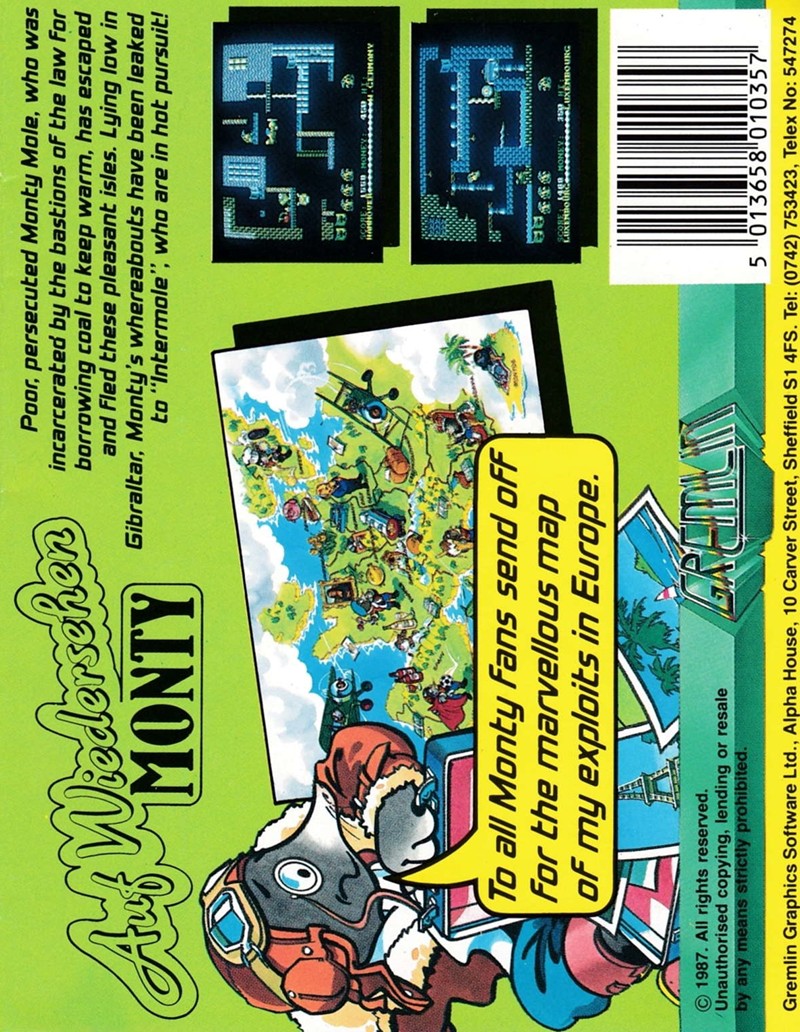 Auf Wiedersehen
MONTY
Poor, persecuted Monty Mole, who was
incarcerated by the bastions of the law for
borrowing coal to keep warm, has escaped
and fled these pleasant isles. Lying low in
Gibraltar, Monty's whereabouts have been leaked
to "Intermole", who are in hot pursuit!
To all Monty fans send off
for the marvellous map
of my exploits in Europe.
MONEY
W. GERMANY
LUXEMBOURG
MONEY
LUXEMBOURG
5 013658 010357
GREMLIN
© 1987. All rights reserved.
Unauthorised copying, lending or resale
by any means strictly prohibited.
Gremlin Graphics Software Ltd., Alpha House, 10 Carver Street, Sheffield S1 4FS. Tel: (0742) 753423, Telex No: 547274